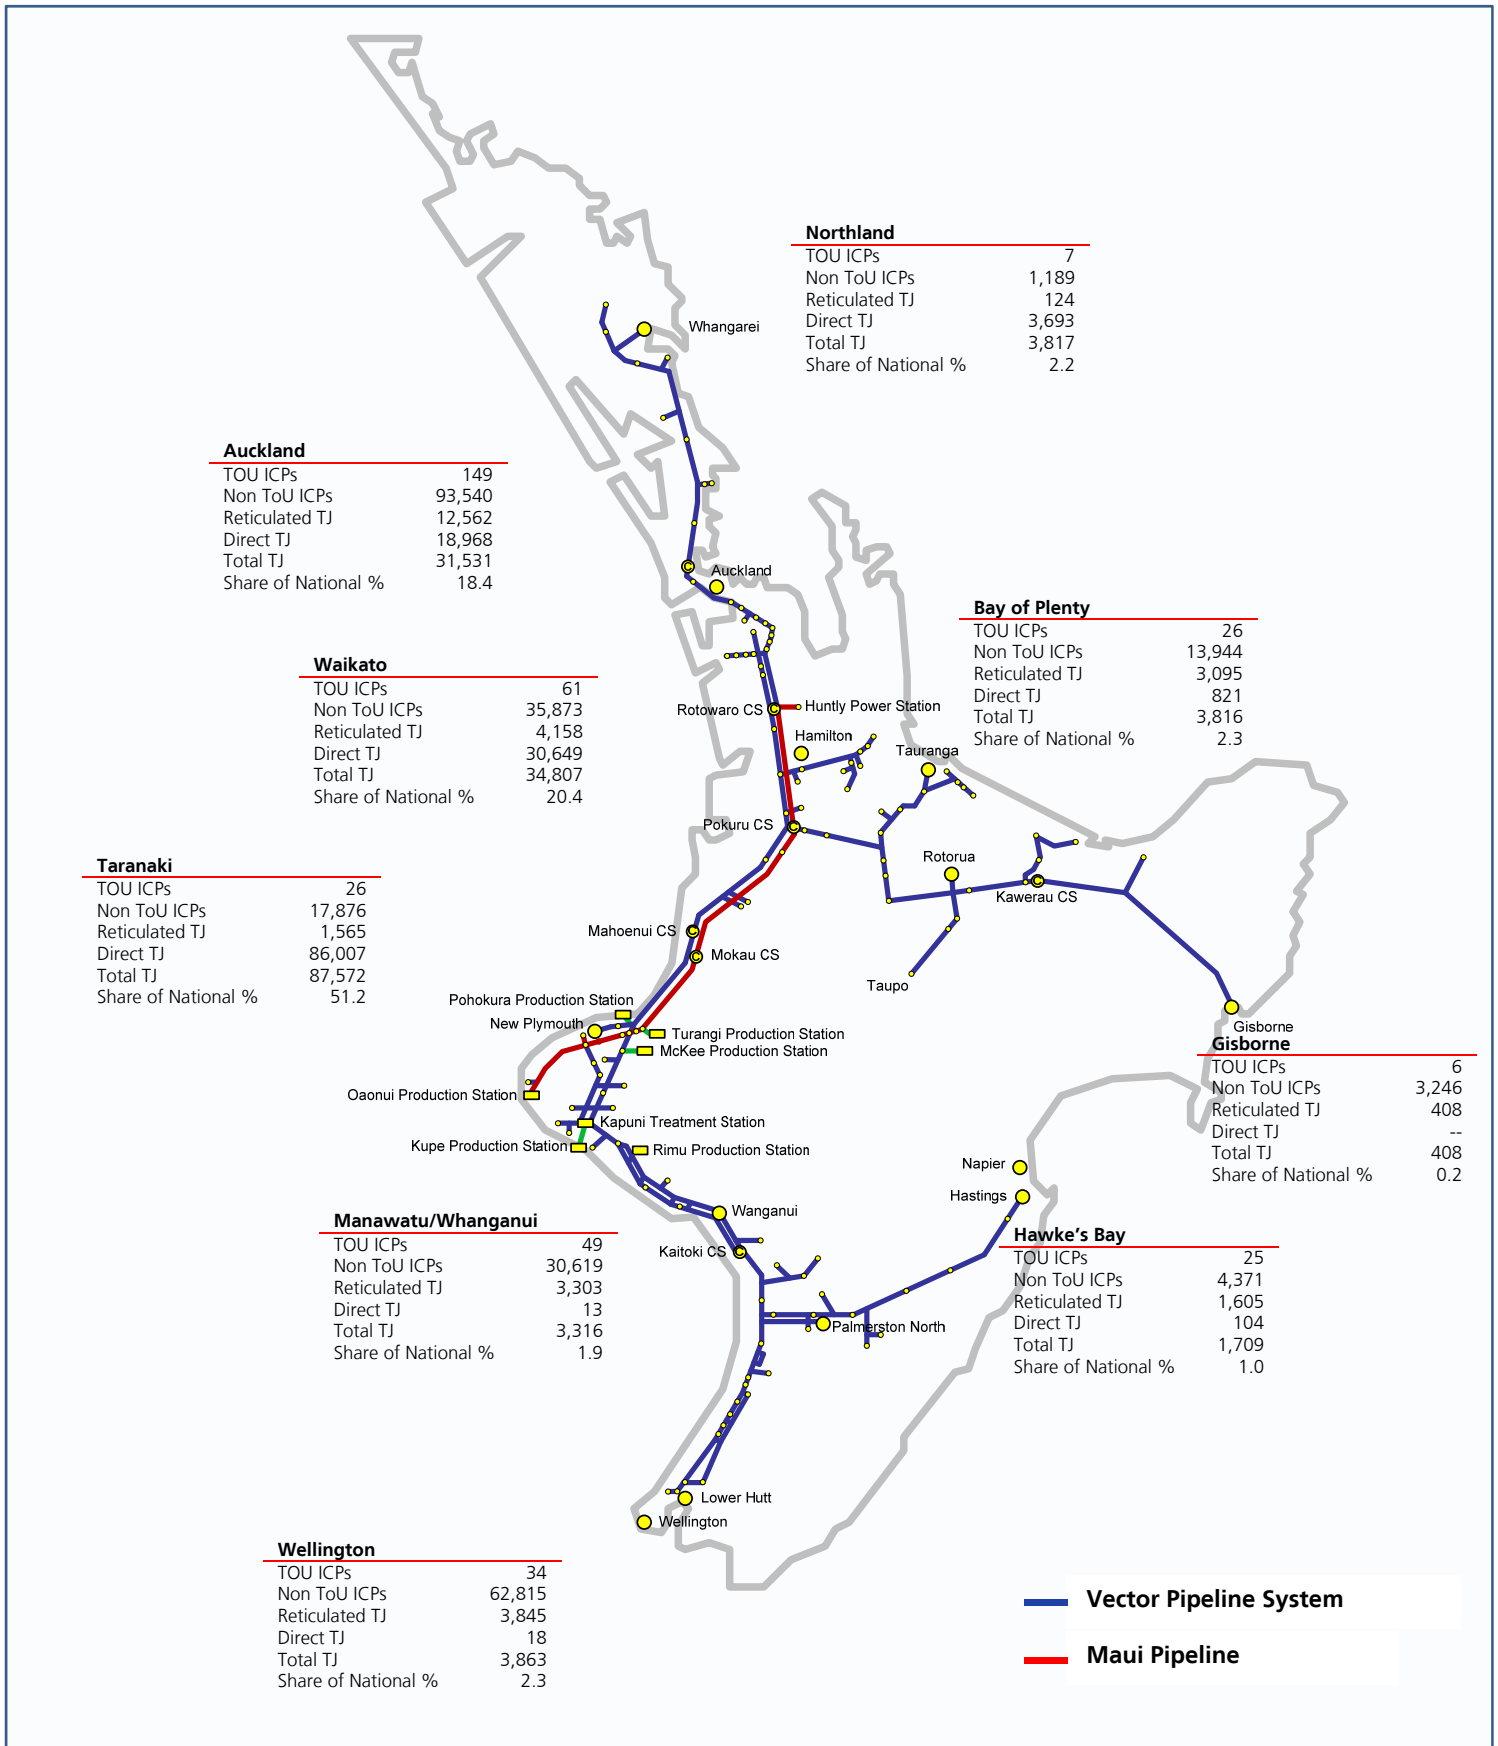 Northland
TOU ICPs 7
Non ToU ICPs 1,189
Reticulated TJ 124
Direct TJ 3,693
Total TJ 3,817
Share of National % 2.2
Whangarei
Auckland
TOU ICPs 149
Non ToU ICPs 93,540
Reticulated TJ 12,562
Direct TJ 18,968
Total TJ 31,531
Share of National % 18.4
Auckland
Bay of Plenty
TOU ICPs 26
Non ToU ICPs 13,944
Reticulated TJ 3,095
Direct TJ 821
Total TJ 3,816
Share of National % 2.3
Waikato
TOU ICPs 61
Non ToU ICPs 35,873
Reticulated TJ 4,158
Direct TJ 30,649
Total TJ 34,807
Share of National % 20.4
Rotowaro CS
Huntly Power Station
Hamilton
Tauranga
Pokuru CS
Rotorua
Kawerau CS
Taupo
Taranaki
TOU ICPs 26
Non ToU ICPs 17,876
Reticulated TJ 1,565
Direct TJ 86,007
Total TJ 87,572
Share of National % 51.2
Mahoenui CS
Mokau CS
Pohokura Production Station
New Plymouth
Turangi Production Station
McKee Production Station
Oaonui Production Station
Kapuni Treatment Station
Kupe Production Station
Rimu Production Station
Gisborne
Gisborne
TOU ICPs 6
Non ToU ICPs 3,246
Reticulated TJ 408
Direct TJ --
Total TJ 408
Share of National % 0.2
Napier
Hastings
Wanganui
Kaitoki CS
Manawatu/Whanganui
TOU ICPs 49
Non ToU ICPs 30,619
Reticulated TJ 3,303
Direct TJ 13
Total TJ 3,316
Share of National % 1.9
Hawke's Bay
TOU ICPs 25
Non ToU ICPs 4,371
Reticulated TJ 1,605
Direct TJ 104
Total TJ 1,709
Share of National % 1.0
Palmerston North
Lower Hutt
Wellington
Wellington
TOU ICPs 34
Non ToU ICPs 62,815
Reticulated TJ 3,845
Direct TJ 18
Total TJ 3,863
Share of National % 2.3
Vector Pipeline System
Maui Pipeline